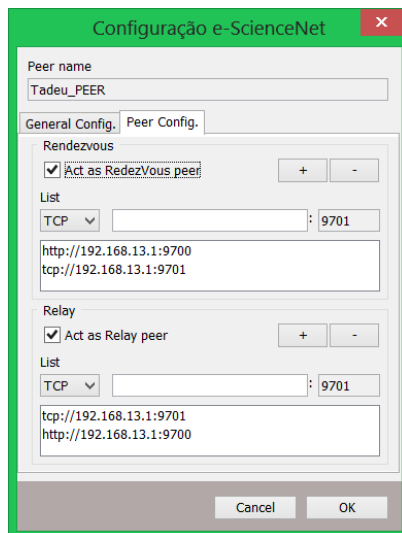 Configuração e-ScienceNet
×
Peer name
Tadeu_PEER
General Config. Peer Config.
Rendezvous
Act as RedezVous peer + -
List
TCP : 9701
http://192.168.13.1:9700
tcp://192.168.13.1:9701
Relay
Act as Relay peer + -
List
TCP : 9701
tcp://192.168.13.1:9701
http://192.168.13.1:9700
Cancel OK